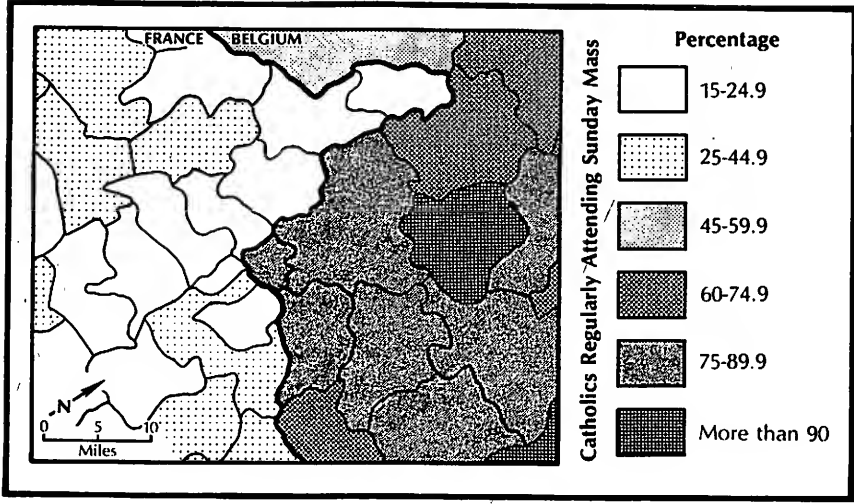 FRANCE BELGIUM
N
0 5 10
Miles
Catholics Regularly Attending Sunday Mass
Percentage
15-24.9
25-44.9
45-59.9
60-74.9
75-89.9
More than 90